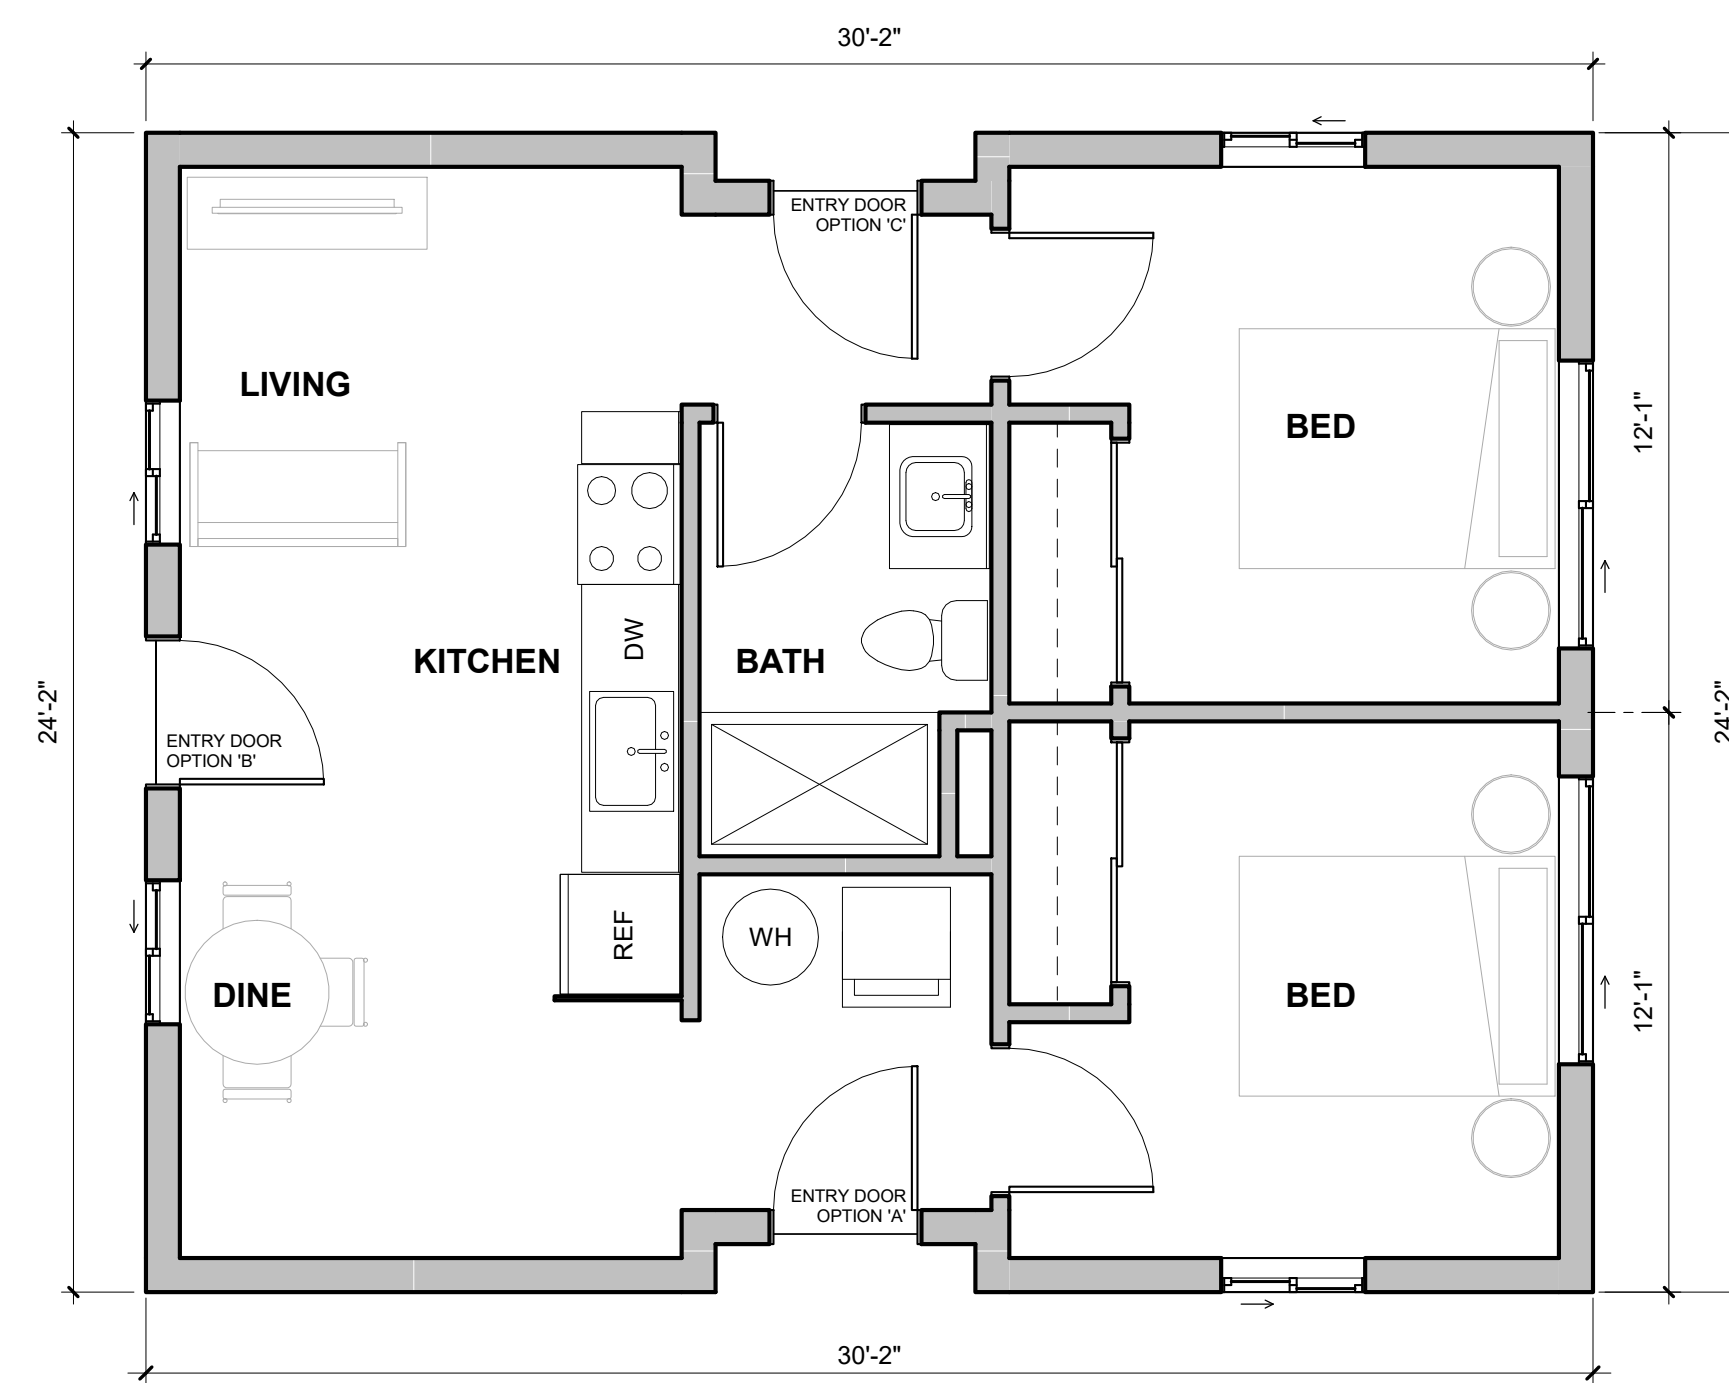 30'-2"
ENTRY DOOR
OPTION 'C'
LIVING
BED
12'-1"
KITCHEN
DW
BATH
24'-2"
24'-2"
ENTRY DOOR
OPTION 'B'
REF
WH
DINE
BED
12'-1"
ENTRY DOOR
OPTION 'A'
30'-2"